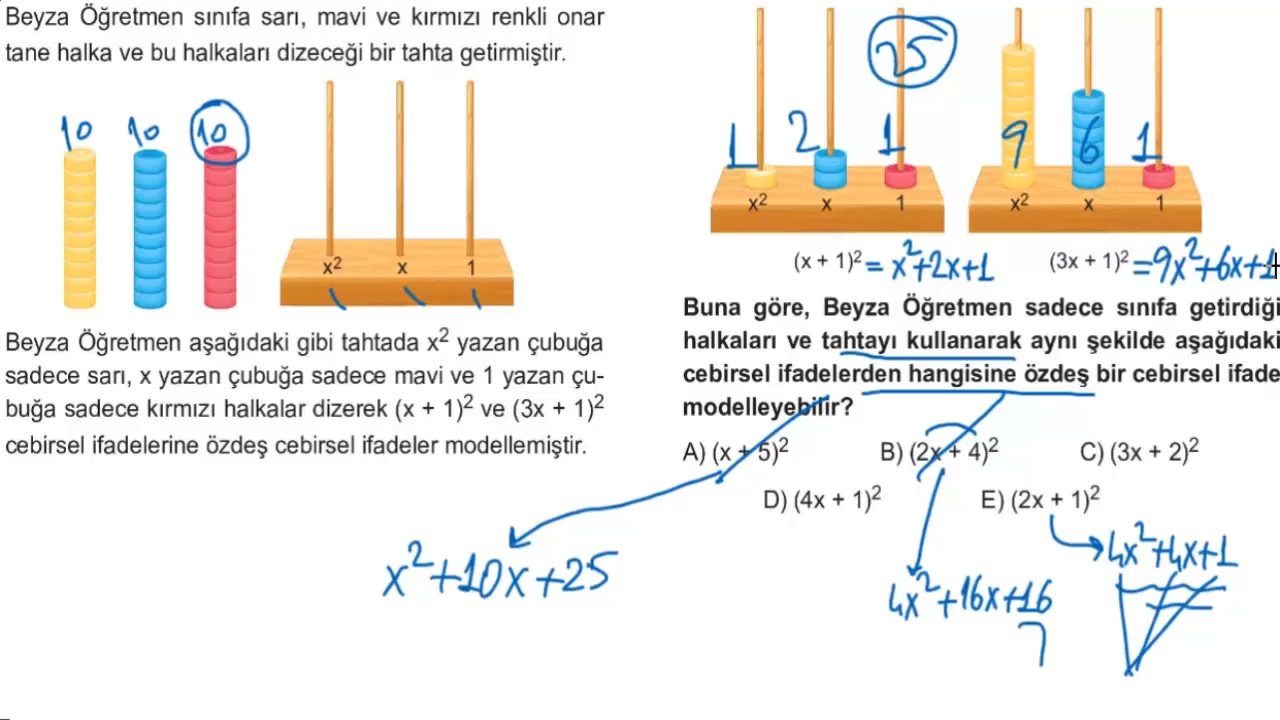 Beyza Öğretmen sınıfa sarı, mavi ve kırmızı renkli onar
tane halka ve bu halkaları dizeceği bir tahta getirmiştir.
10 10 10
x² x 1
Beyza Öğretmen aşağıdaki gibi tahtada x² yazan çubuğa
sadece sarı, x yazan çubuğa sadece mavi ve 1 yazan çu-
buğa sadece kırmızı halkalar dizerek (x + 1)² ve (3x + 1)²
cebirsel ifadelerine özdeş cebirsel ifadeler modellemiştir.
x²+10x+25
25
1 2 1 9 6 1
x² x 1 x² x 1
(x + 1)² = x²+2x+1 (3x + 1)² = 9x²+6x+1
Buna göre, Beyza Öğretmen sadece sınıfa getirdiği
halkaları ve tahtayı kullanarak aynı şekilde aşağıdaki
cebirsel ifadelerden hangisine özdeş bir cebirsel ifade
modelleyebilir?
A) (x + 5)² B) (2x + 4)² C) (3x + 2)²
D) (4x + 1)² E) (2x + 1)²
4x²+4x+1
4x²+16x+16